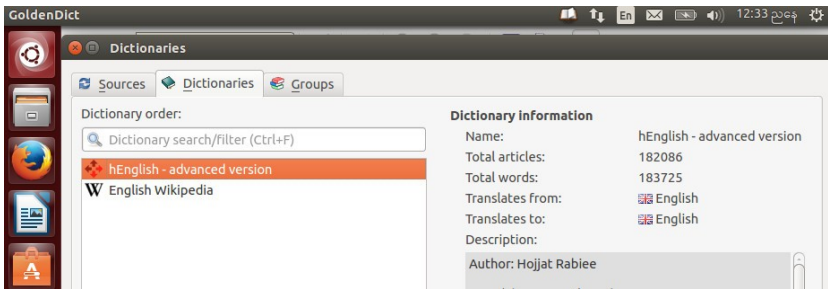 GoldenDict
En
12:33 ညနေ
Dictionaries
Sources
Dictionaries
Groups
Dictionary order:
Dictionary search/filter (Ctrl+F)
hEnglish - advanced version
W English Wikipedia
Dictionary information
Name: hEnglish - advanced version
Total articles: 182086
Total words: 183725
Translates from: English
Translates to: English
Description:
Author: Hojjat Rabiee